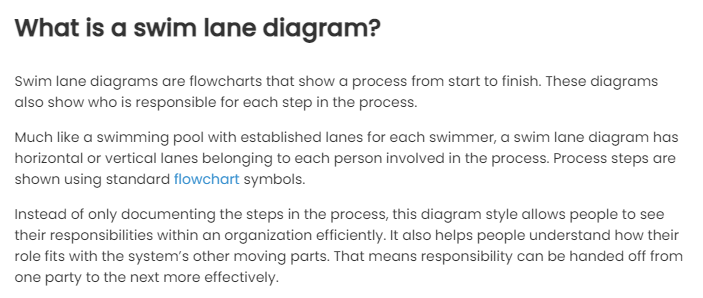 What is a swim lane diagram?
Swim lane diagrams are flowcharts that show a process from start to finish. These diagrams
also show who is responsible for each step in the process.
Much like a swimming pool with established lanes for each swimmer, a swim lane diagram has
horizontal or vertical lanes belonging to each person involved in the process. Process steps are
shown using standard flowchart symbols.
Instead of only documenting the steps in the process, this diagram style allows people to see
their responsibilities within an organization efficiently. It also helps people understand how their
role fits with the system's other moving parts. That means responsibility can be handed off from
one party to the next more effectively.